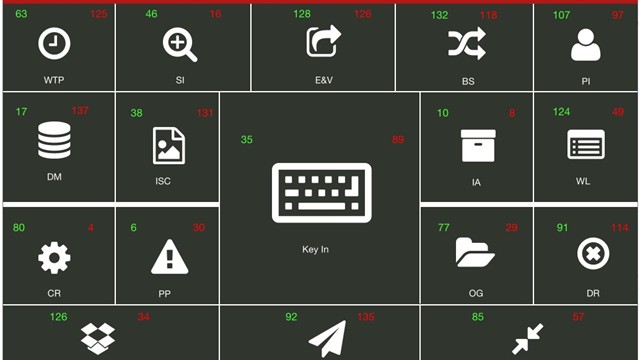 63 125
WTP
46 16
SI
128 126
E&V
132 118
BS
107 97
PI
17 137
DM
38 131
ISC
35 89
Key In
10 8
IA
124 49
WL
80 4
CR
6 30
PP
77 29
OG
91 114
DR
126 34
92 135
85 57